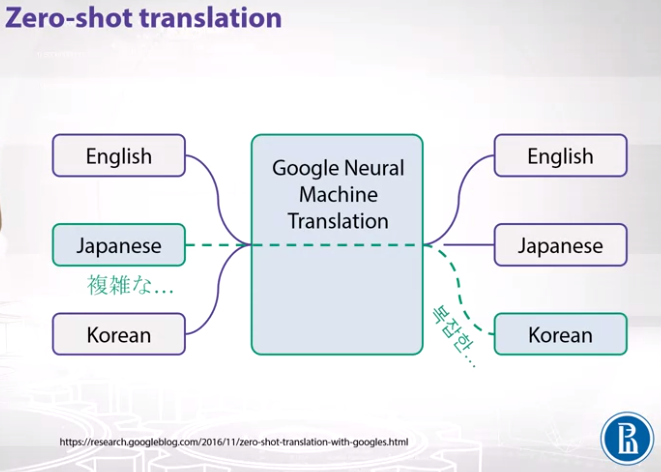 Zero-shot translation
English
Japanese
複雑な...
Korean
Google Neural
Machine
Translation
English
Japanese
복잡한...
Korean
https://research.googleblog.com/2016/11/zero-shot-translation-with-googles.html